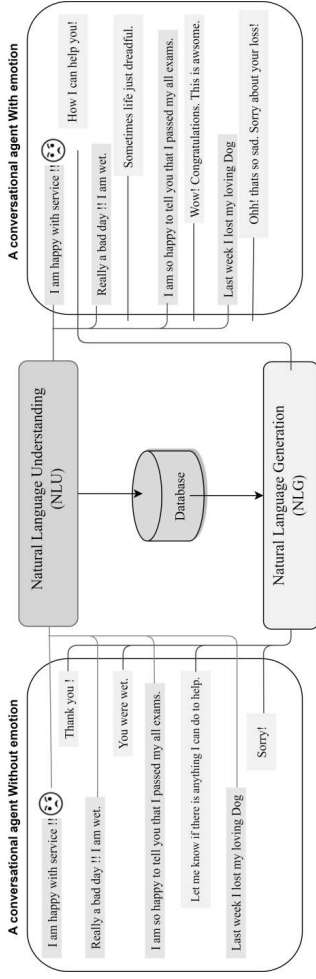 A conversational agent Without emotion
I am happy with service !!
Thank you !
Really a bad day !! I am wet.
You were wet.
I am so happy to tell you that I passed my all exams.
Let me know if there is anything I can do to help.
Last week I lost my loving Dog
Sorry!
Natural Language Understanding
(NLU)
Database
Natural Language Generation
(NLG)
A conversational agent With emotion
I am happy with service !!
How I can help you!
Really a bad day !! I am wet.
Sometimes life just dreadful.
I am so happy to tell you that I passed my all exams.
Wow! Congratulations. This is awsome.
Last week I lost my loving Dog
Ohh! thats so sad. Sorry about your loss!